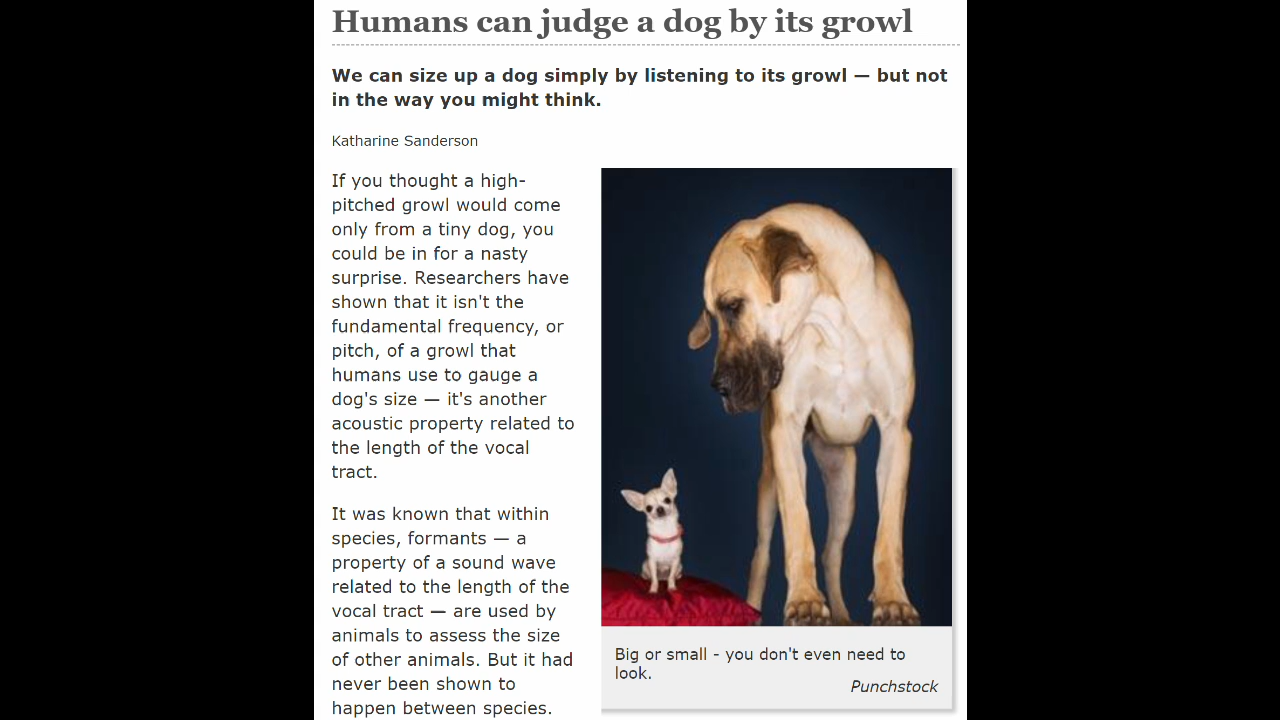 Humans can judge a dog by its growl
We can size up a dog simply by listening to its growl — but not
in the way you might think.
Katharine Sanderson
If you thought a high-
pitched growl would come
only from a tiny dog, you
could be in for a nasty
surprise. Researchers have
shown that it isn't the
fundamental frequency, or
pitch, of a growl that
humans use to gauge a
dog's size — it's another
acoustic property related to
the length of the vocal
tract.
It was known that within
species, formants — a
property of a sound wave
related to the length of the
vocal tract — are used by
animals to assess the size
of other animals. But it had
never been shown to
happen between species.
Big or small - you don't even need to
look.
Punchstock